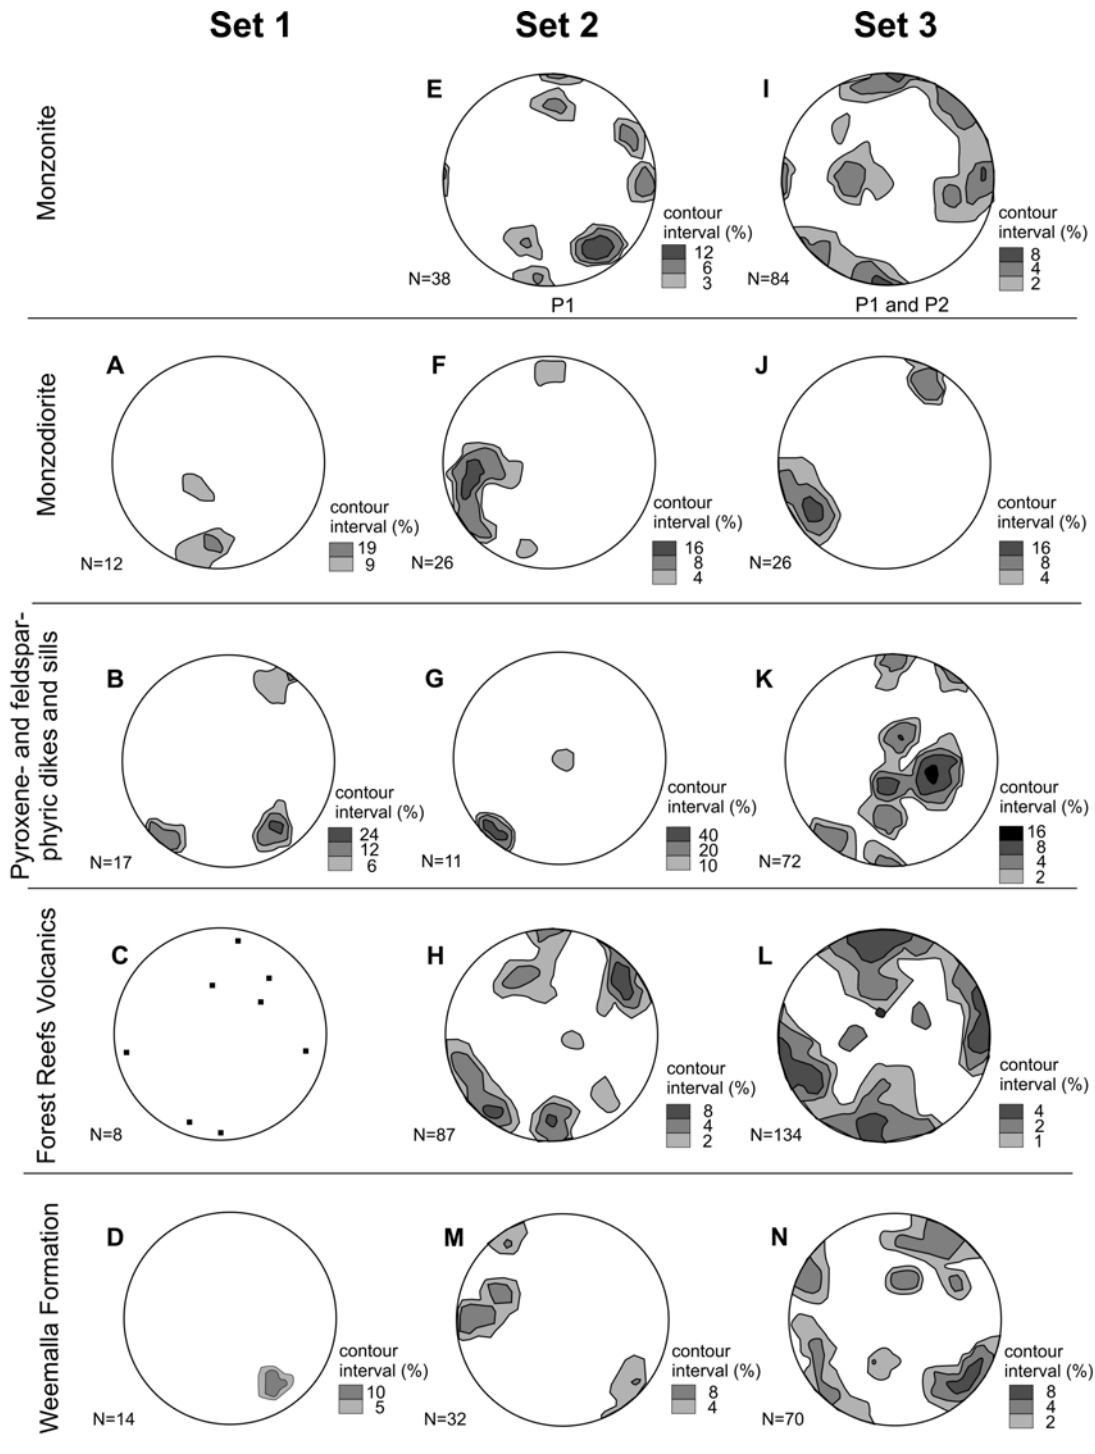 Set 1
Set 2
Set 3
Monzonite
E
contour
interval (%)
12
6
3
N=38
P1
I
contour
interval (%)
8
4
2
N=84
P1 and P2
Monzodiorite
A
contour
interval (%)
19
9
N=12
F
contour
interval (%)
16
8
4
N=26
J
contour
interval (%)
16
8
4
N=26
Pyroxene- and feldspar-
phyric dikes and sills
B
contour
interval (%)
24
12
6
N=17
G
contour
interval (%)
40
20
10
N=11
K
contour
interval (%)
16
8
4
2
N=72
Forest Reefs Volcanics
C
N=8
H
contour
interval (%)
8
4
2
N=87
L
contour
interval (%)
4
2
1
N=134
Weemalla Formation
D
contour
interval (%)
10
5
N=14
M
contour
interval (%)
8
4
N=32
N
contour
interval (%)
8
4
2
N=70